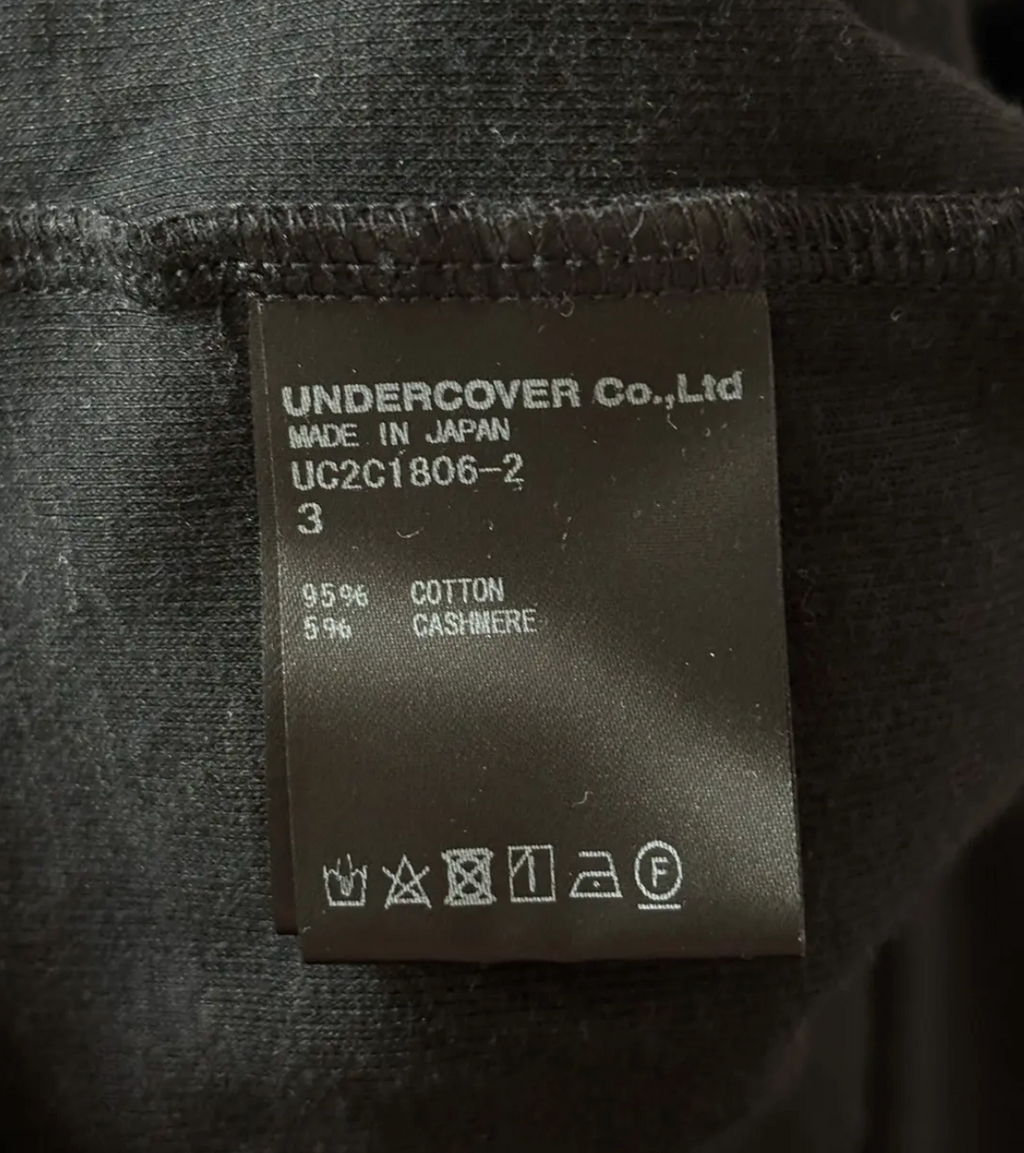 UNDERCOVER Co.,Ltd
MADE IN JAPAN
UC2C1806-2
3
95% COTTON
5% CASHMERE
F